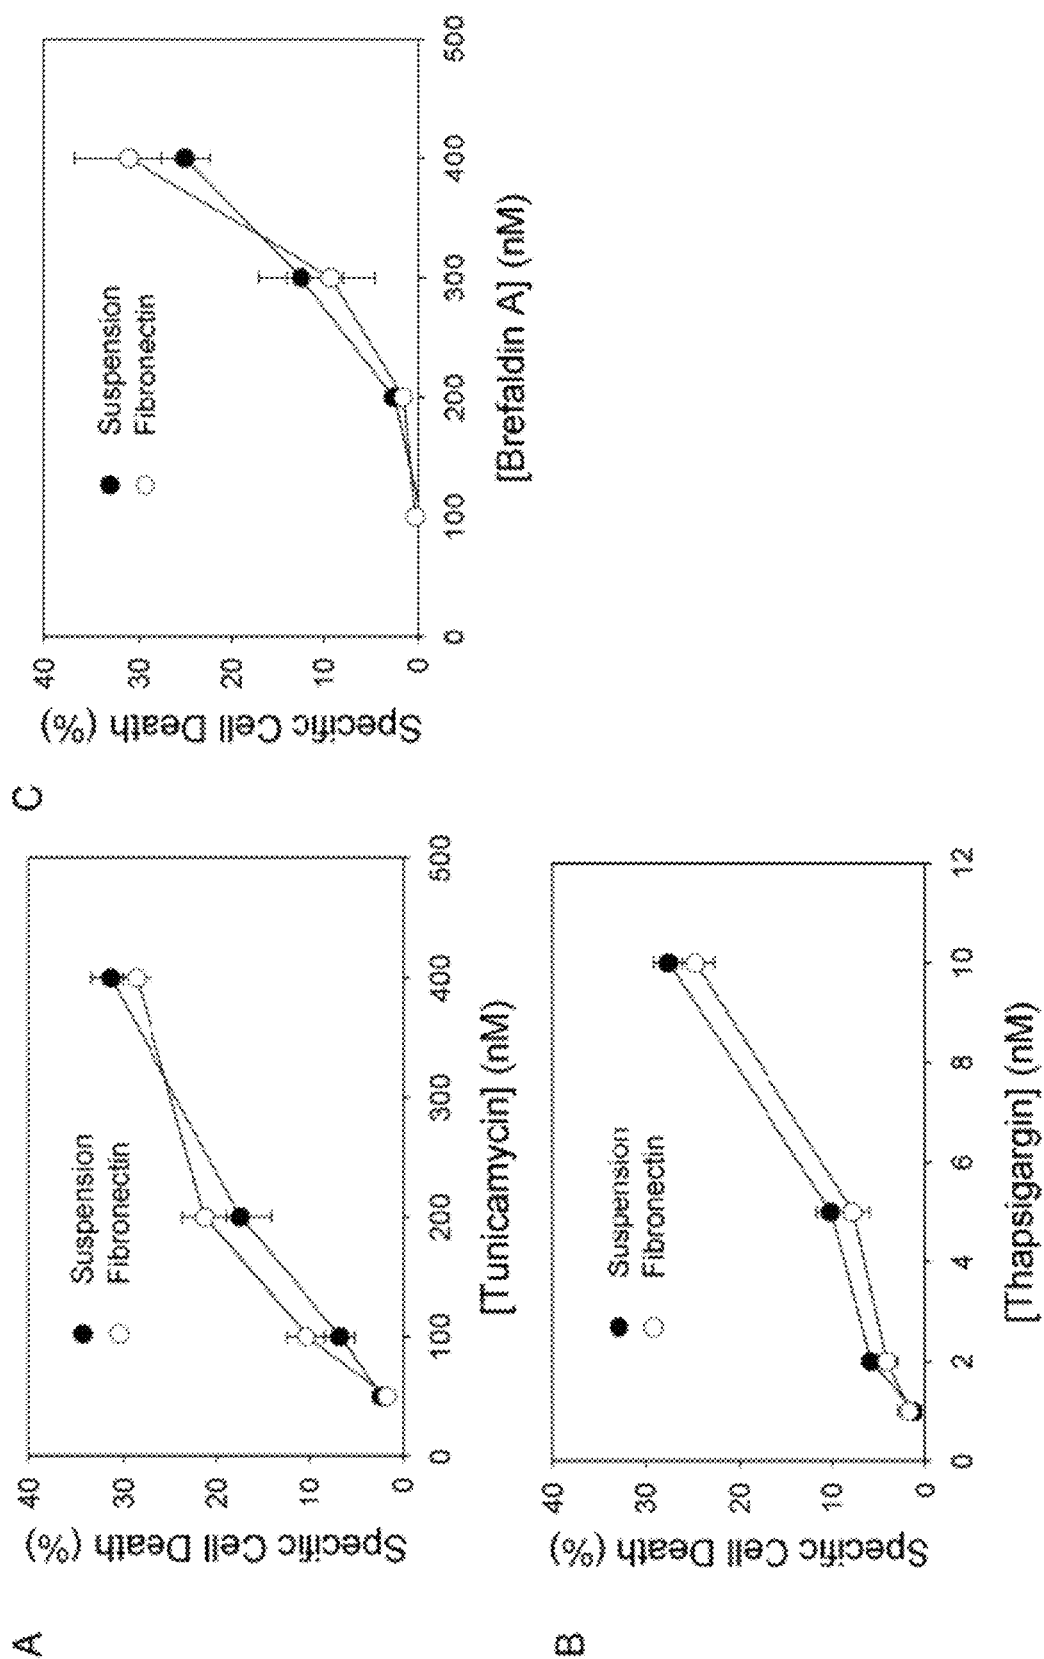 A
Specific Cell Death (%)
40
30
20
10
0
Suspension
Fibronectin
0
100
200
300
400
500
[Tunicamycin] (nM)
B
Specific Cell Death (%)
40
30
20
10
0
Suspension
Fibronectin
0
2
4
6
8
10
12
[Thapsigargin] (nM)
C
Specific Cell Death (%)
40
30
20
10
0
Suspension
Fibronectin
0
100
200
300
400
500
[Brefaldin A] (nM)